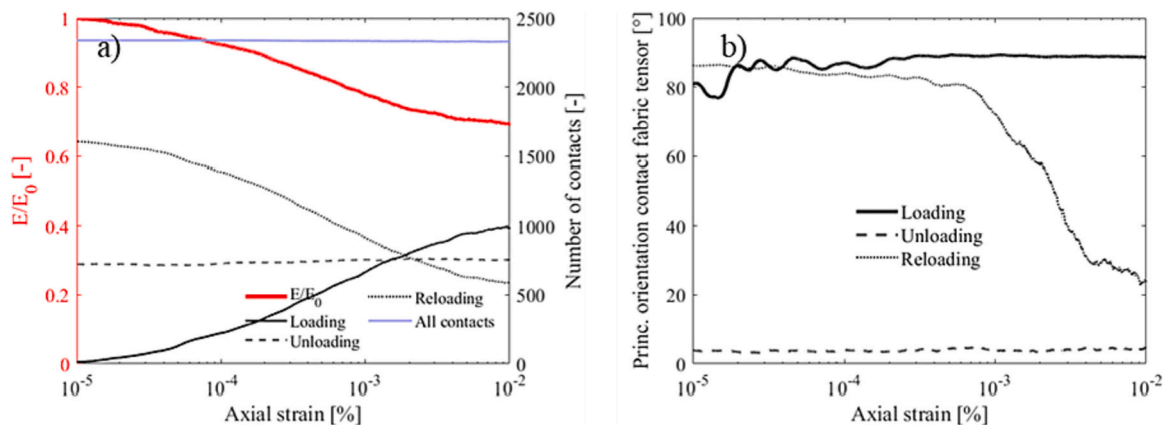 a)
1
0.8
0.6
0.4
0.2
0
E/E0 [-]
2500
2000
1500
1000
500
0
Number of contacts [-]
E/E0
Loading
Unloading
Reloading
All contacts
10-5
10-4
10-3
10-2
Axial strain [%]
b)
100
80
60
40
20
0
Princ. orientation contact fabric tensor [°]
Loading
Unloading
Reloading
10-5
10-4
10-3
10-2
Axial strain [%]